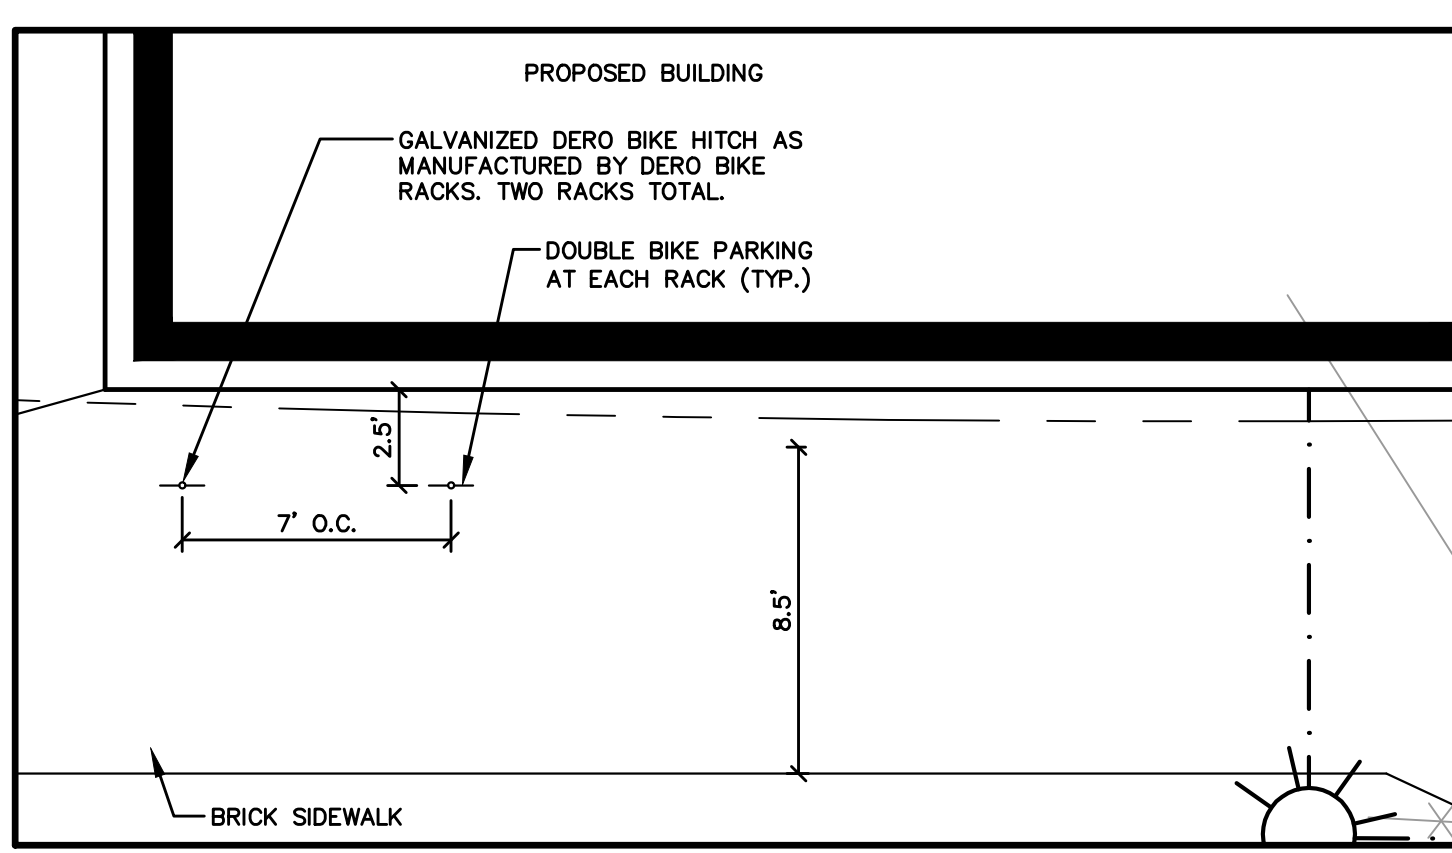 PROPOSED BUILDING
GALVANIZED DERO BIKE HITCH AS
MANUFACTURED BY DERO BIKE
RACKS. TWO RACKS TOTAL.
DOUBLE BIKE PARKING
AT EACH RACK (TYP.)
2.5'
7' O.C.
8.5'
BRICK SIDEWALK